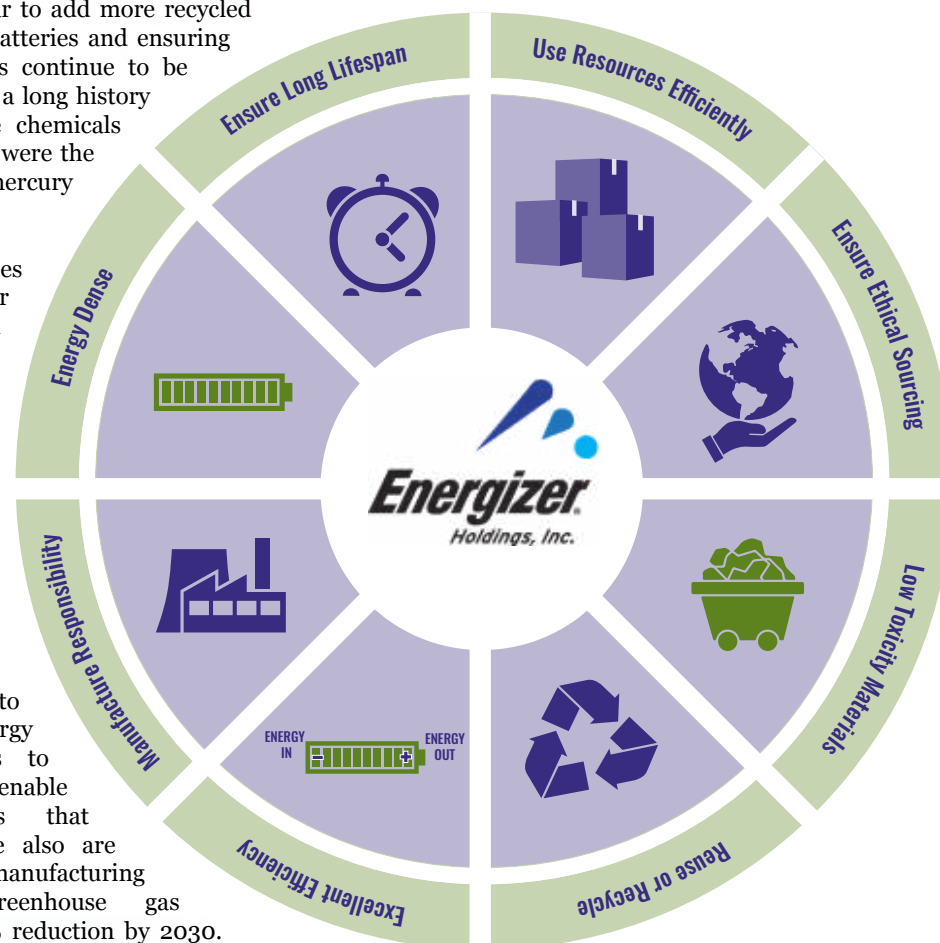 to add more recycled
atteries and ensuring
s continue to be
a long history
e chemicals
were the
mercury
es
r
to
rgy
s to
enable
s that
e also are
manufacturing
reenhouse gas
reduction by 2030.
Ensure Long Lifespan
Use Resources Efficiently
Ensure Ethical Sourcing
Low Toxicity Materials
Reuse or Recycle
Excellent Efficiency
Manufacture Responsibility
Energy Dense
Energizer
Holdings, Inc.
ENERGY
IN
- +
ENERGY
OUT